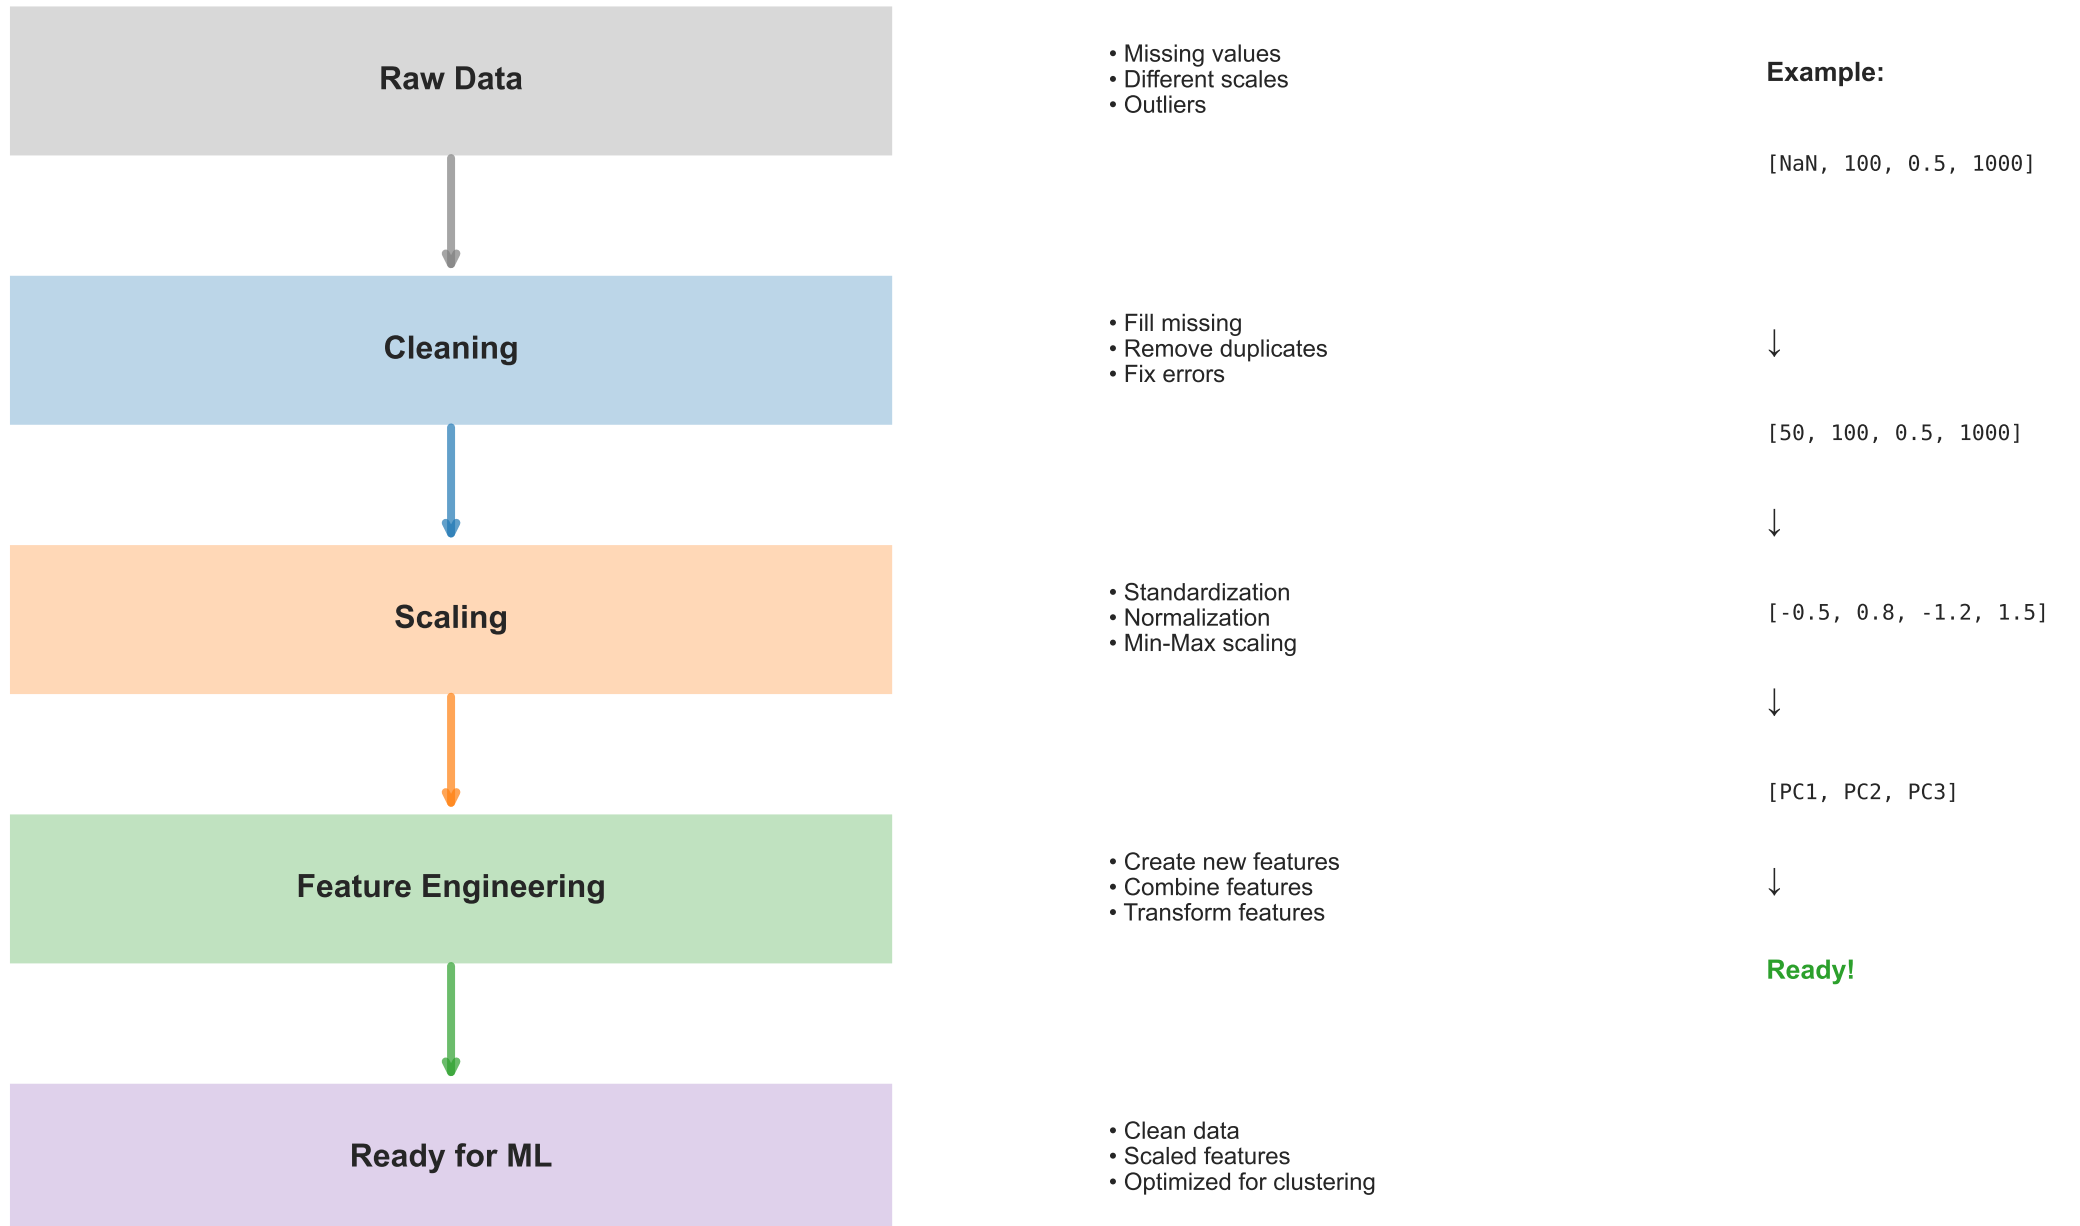 Raw Data
• Missing values
• Different scales
• Outliers
Cleaning
• Fill missing
• Remove duplicates
• Fix errors
Scaling
• Standardization
• Normalization
• Min-Max scaling
Feature Engineering
• Create new features
• Combine features
• Transform features
Ready for ML
• Clean data
• Scaled features
• Optimized for clustering
Example:
[NaN, 100, 0.5, 1000]
↓
[50, 100, 0.5, 1000]
↓
[-0.5, 0.8, -1.2, 1.5]
↓
[PC1, PC2, PC3]
↓
Ready!